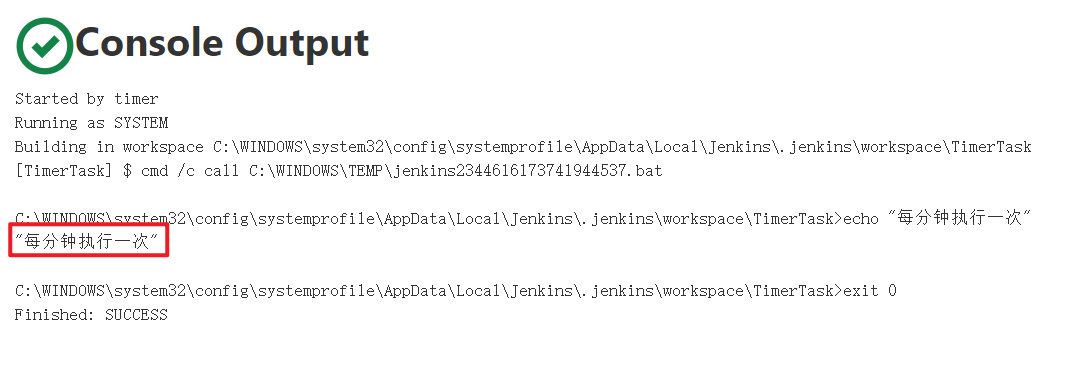 Console Output
Started by timer
Running as SYSTEM
Building in workspace C:\WINDOWS\system32\config\systemprofile\AppData\Local\Jenkins\.jenkins\workspace\TimerTask
[TimerTask] $ cmd /c call C:\WINDOWS\TEMP\jenkins2344616173741944537.bat
C:\WINDOWS\system32\config\systemprofile\AppData\Local\Jenkins\.jenkins\workspace\TimerTask>echo "每分钟执行一次"
"每分钟执行一次"
C:\WINDOWS\system32\config\systemprofile\AppData\Local\Jenkins\.jenkins\workspace\TimerTask>exit 0
Finished: SUCCESS